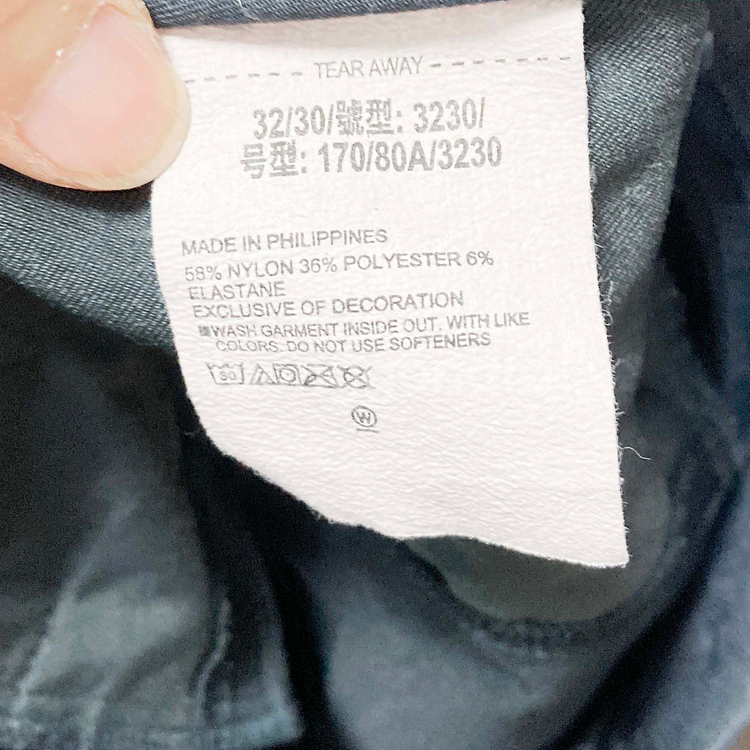 TEAR AWAY
32/30/號型: 3230/
号型: 170/80A/3230
MADE IN PHILIPPINES
58% NYLON 36% POLYESTER 6%
ELASTANE
EXCLUSIVE OF DECORATION
WASH GARMENT INSIDE OUT. WITH LIKE
COLORS. DO NOT USE SOFTENERS
30
W